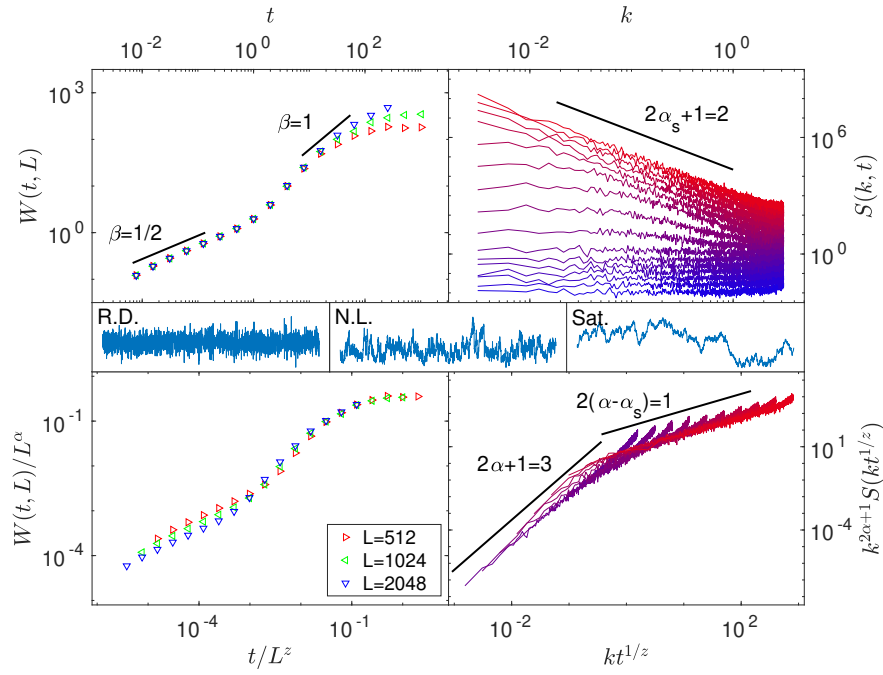 t
k
10^-2
10^0
10^2
10^-2
10^0
W(t, L)
10^3
10^0
β=1
β=1/2
2α_s+1=2
10^6
10^0
S(k, t)
R.D.
N.L.
Sat.
W(t, L)/L^α
10^-1
10^-4
L=512
L=1024
L=2048
2(α-α_s)=1
2α+1=3
10^1
10^-4
k^{2α+1}S(kt^{1/z})
10^-4
10^-1
10^-2
10^2
t/L^z
kt^{1/z}